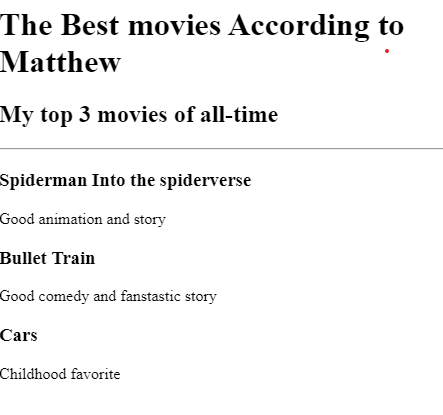 The Best movies According to
Matthew
My top 3 movies of all-time
Spiderman Into the spiderverse
Good animation and story
Bullet Train
Good comedy and fanstastic story
Cars
Childhood favorite